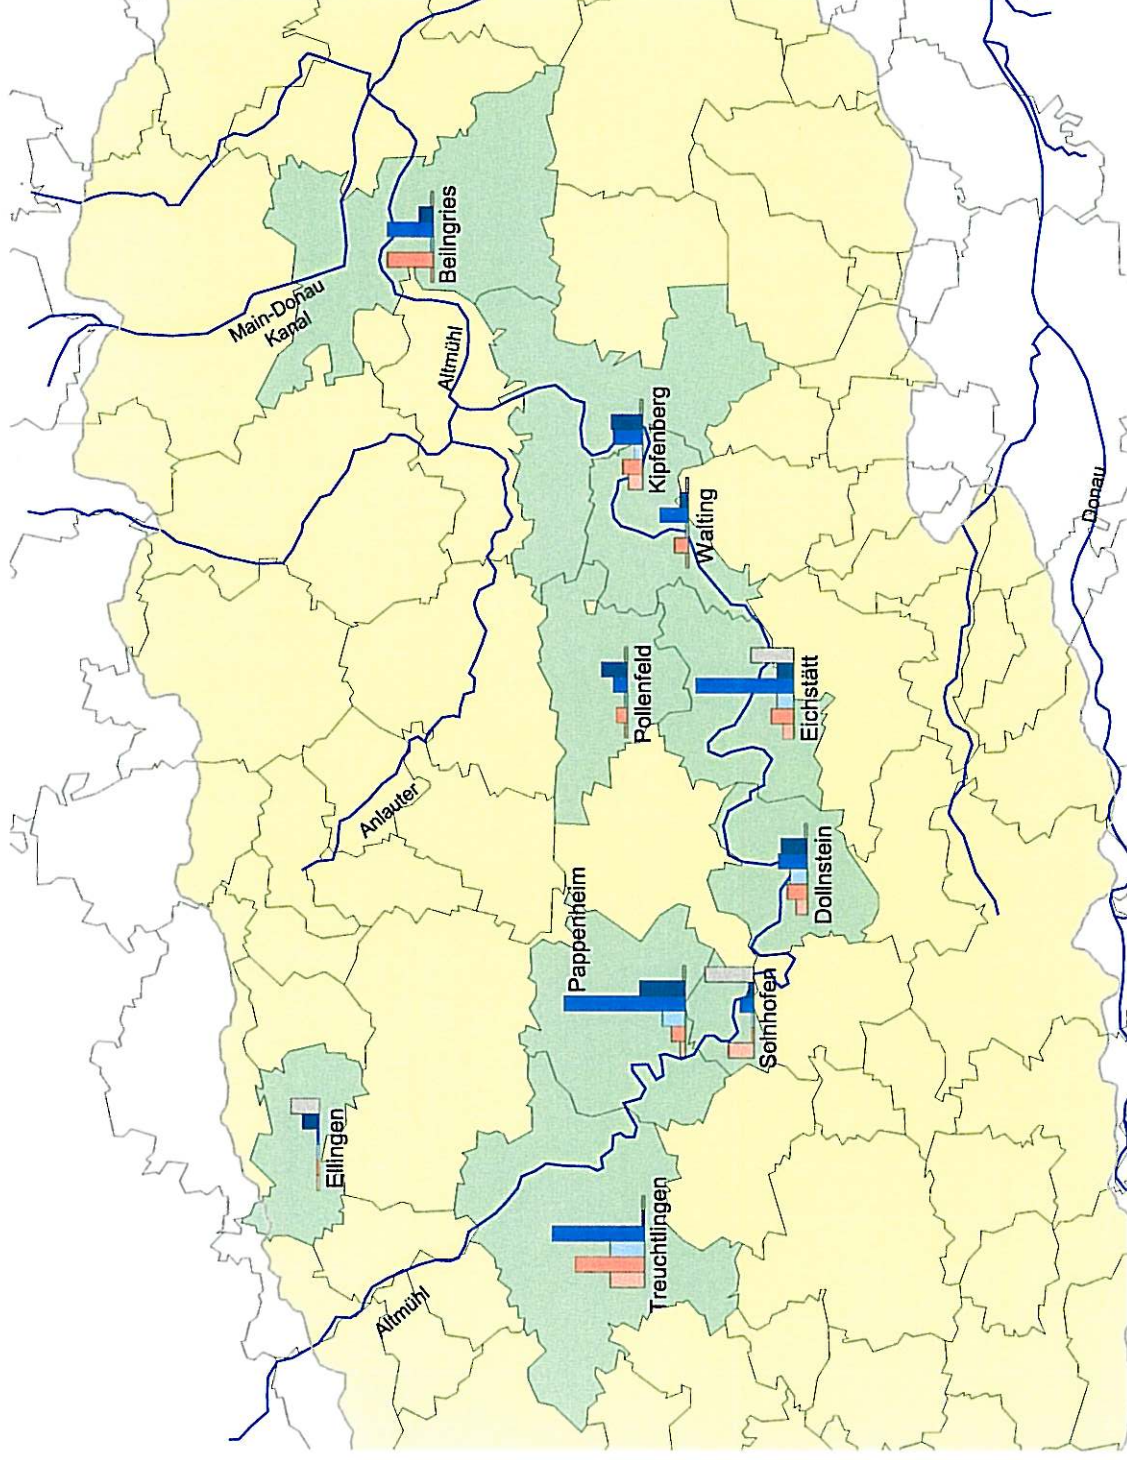 Main-Donau
Kanal
Beilngries
Altmühl
Kipfenberg
Walting
Donau
Pollenfeld
Eichstätt
Anlauter
Dollnstein
Pappenheim
Solnhofen
Ellingen
Treuchtlingen
Altmühl